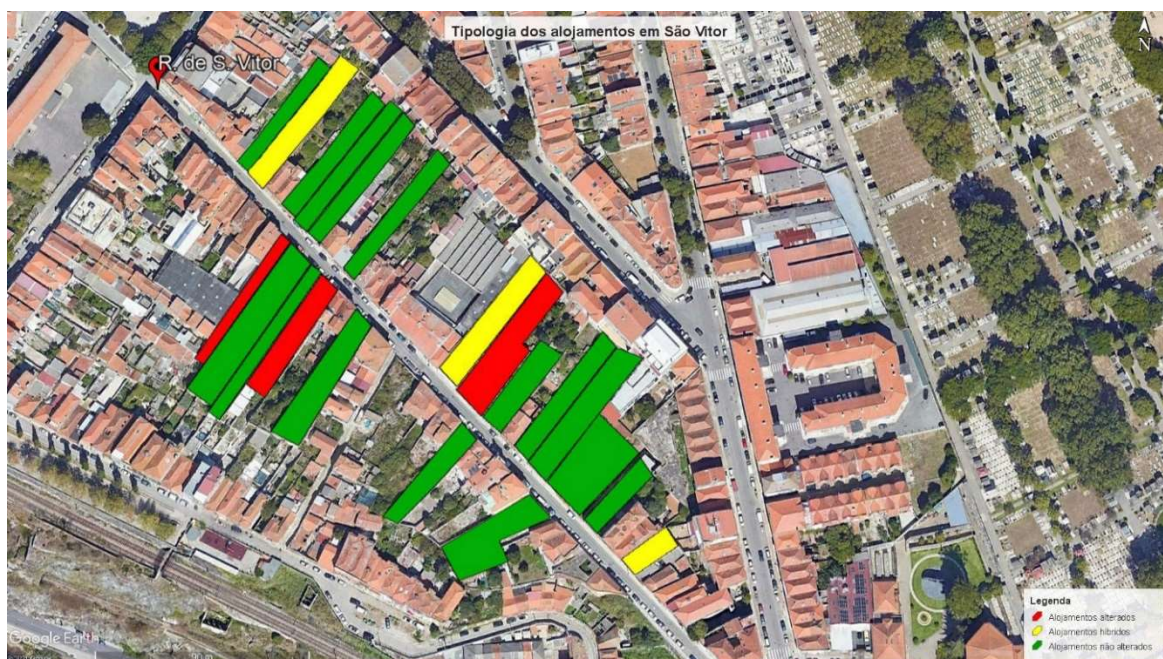 Tipologia dos alojamentos em São Vitor
N
R. de S. Vitor
Legenda
Alojamentos alterados
Alojamentos híbridos
Alojamentos não alterados
Google Earth